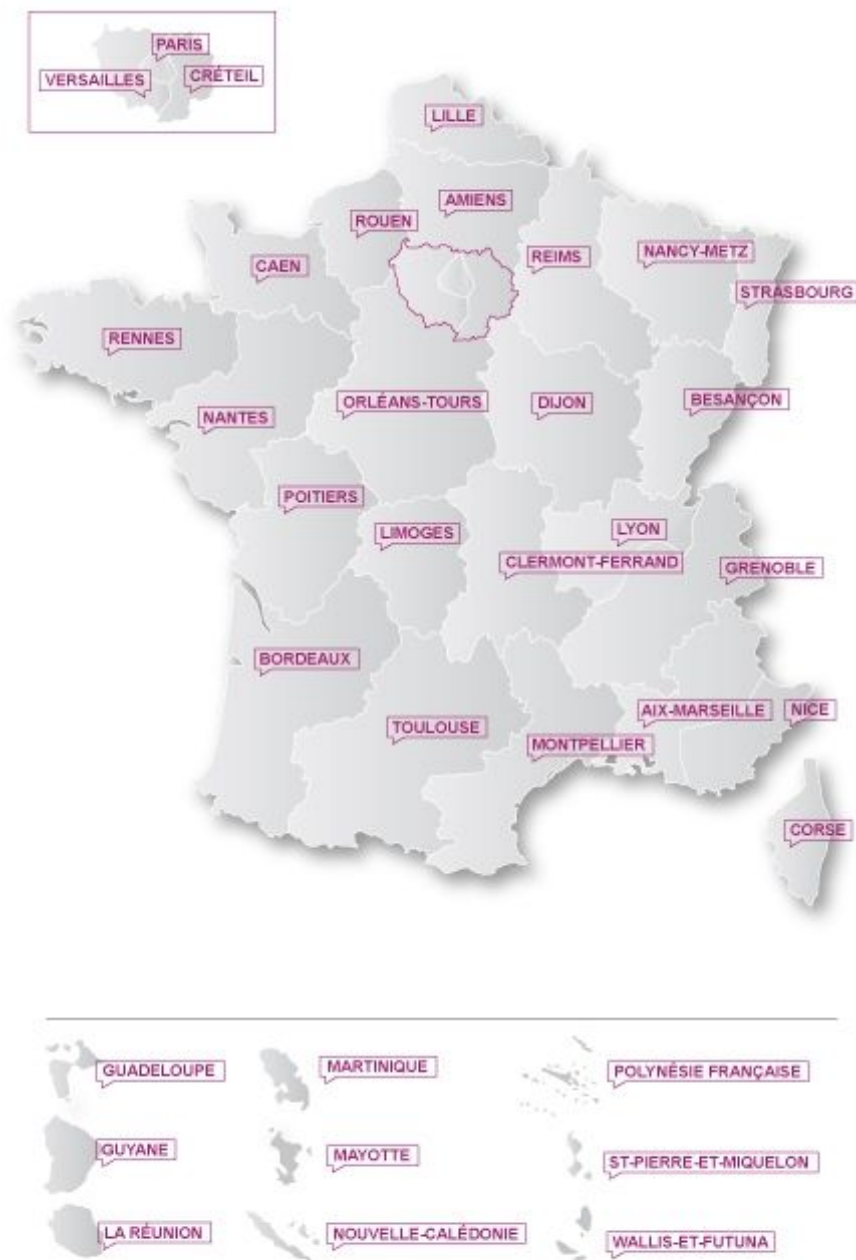 PARIS
VERSAILLES
CRÉTEIL
LILLE
AMIENS
ROUEN
CAEN
REIMS
NANCY-METZ
STRASBOURG
RENNES
NANTES
ORLÉANS-TOURS
DIJON
BESANÇON
POITIERS
LIMOGES
LYON
CLERMONT-FERRAND
GRENOBLE
BORDEAUX
TOULOUSE
AIX-MARSEILLE
NICE
MONTPELLIER
CORSE
GUADELOUPE
MARTINIQUE
POLYNÉSIE FRANÇAISE
GUYANE
MAYOTTE
ST-PIERRE-ET-MIQUELON
LA RÉUNION
NOUVELLE-CALÉDONIE
WALLIS-ET-FUTUNA